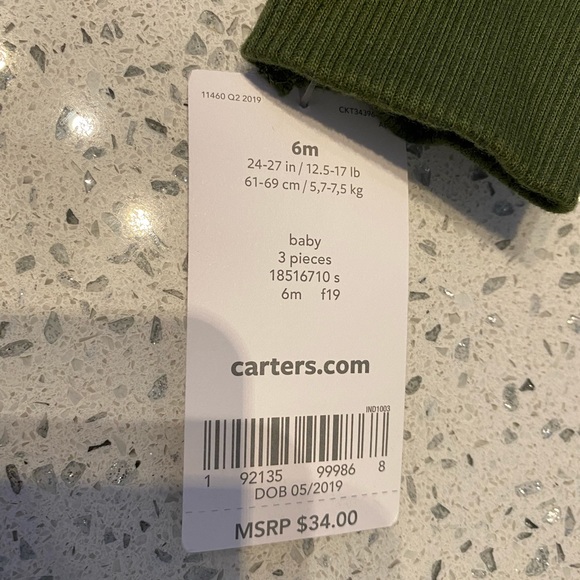 11460 Q2 2019
6m
24-27 in / 12.5-17 lb
61-69 cm / 5,7-7,5 kg
baby
3 pieces
18516710 s
6m f19
carters.com
IND1003
1 92135 99986 8
DOB 05/2019
MSRP $34.00